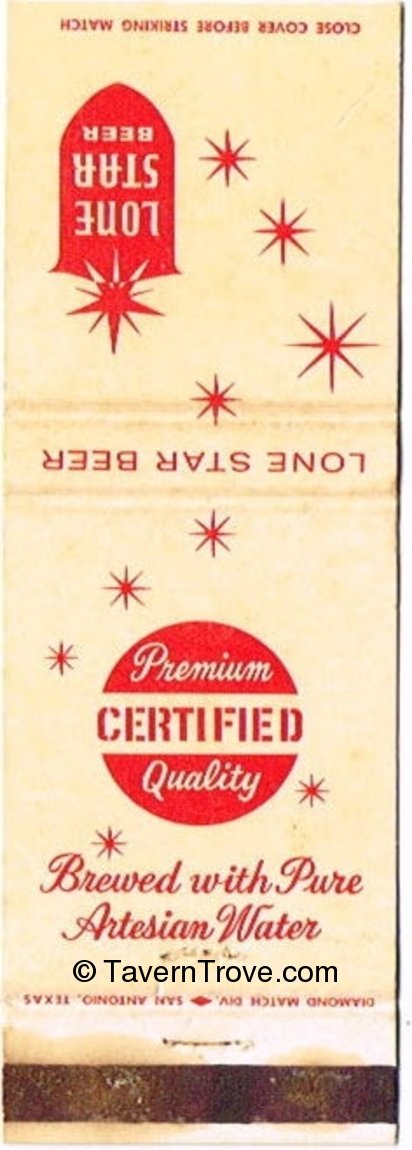 CLOSE COVER BEFORE STRIKING MATCH
LONE
STAR
BEER
LONE STAR BEER
Premium
CERTIFIED
Quality
Brewed with Pure
Artesian Water
© TavernTrove.com
DIAMOND MATCH DIV. SAN ANTONIO, TEXAS